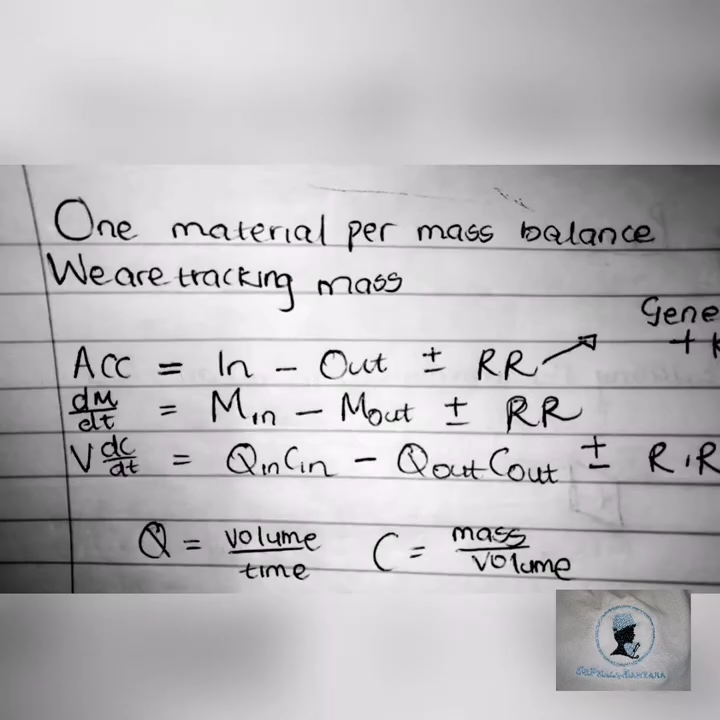 One material per mass balance
We are tracking mass
Gene
Acc = In - Out ± RR
+ k
dM/dt = Min - Mout ± RR
V dC/dt = QinCin - QoutCout ± R.R
Q = volume/time C = mass/volume